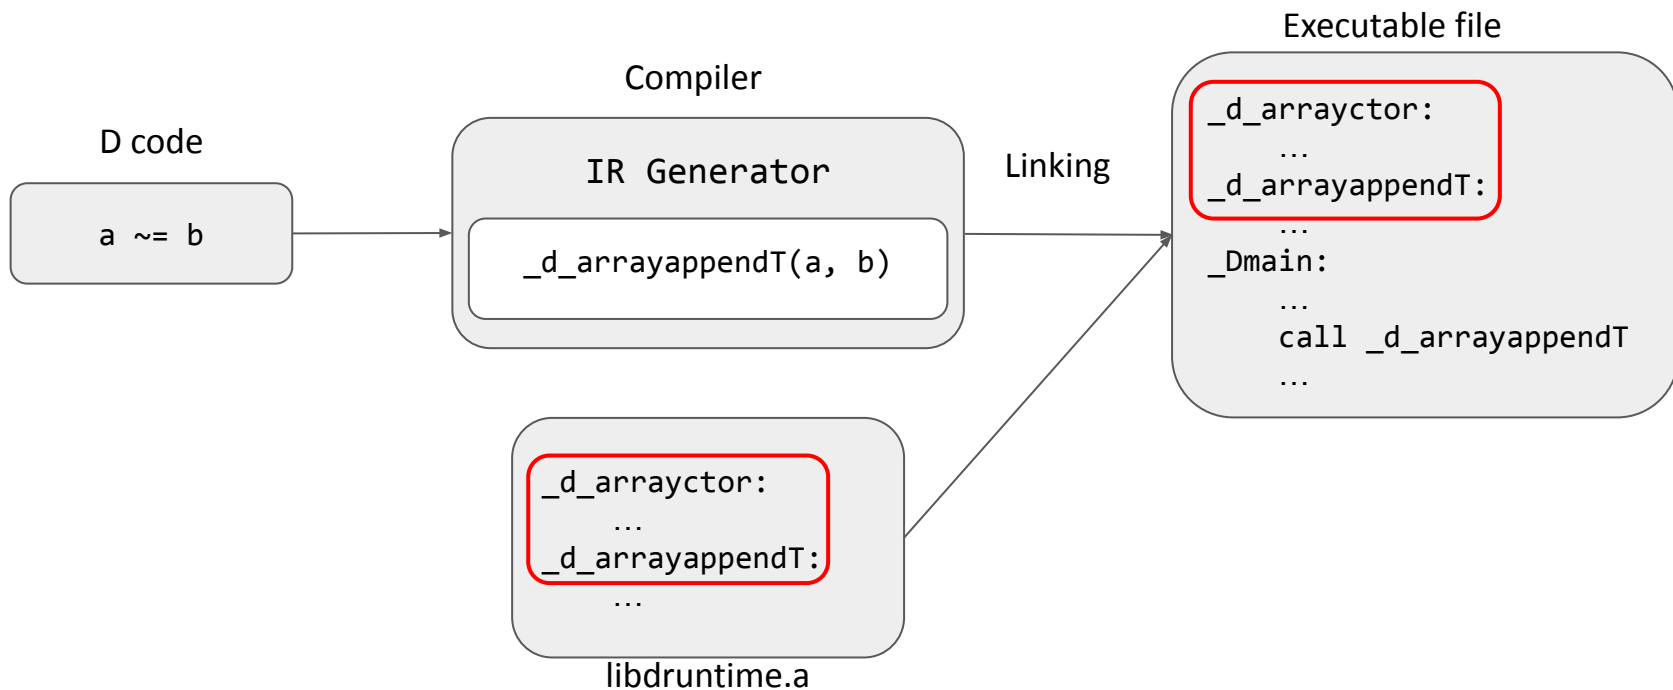 D code
a ~= b
Compiler
IR Generator
_d_arrayappendT(a, b)
Linking
_d_arrayctor:
…
_d_arrayappendT:
…
libdruntime.a
Executable file
_d_arrayctor:
…
_d_arrayappendT:
…
_Dmain:
…
call _d_arrayappendT
…